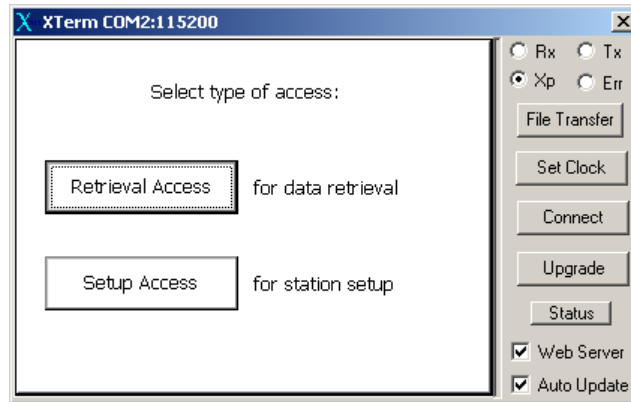 XTerm COM2:115200
Select type of access:
Retrieval Access for data retrieval
Setup Access for station setup
Rx Tx
Xp Err
File Transfer
Set Clock
Connect
Upgrade
Status
Web Server
Auto Update